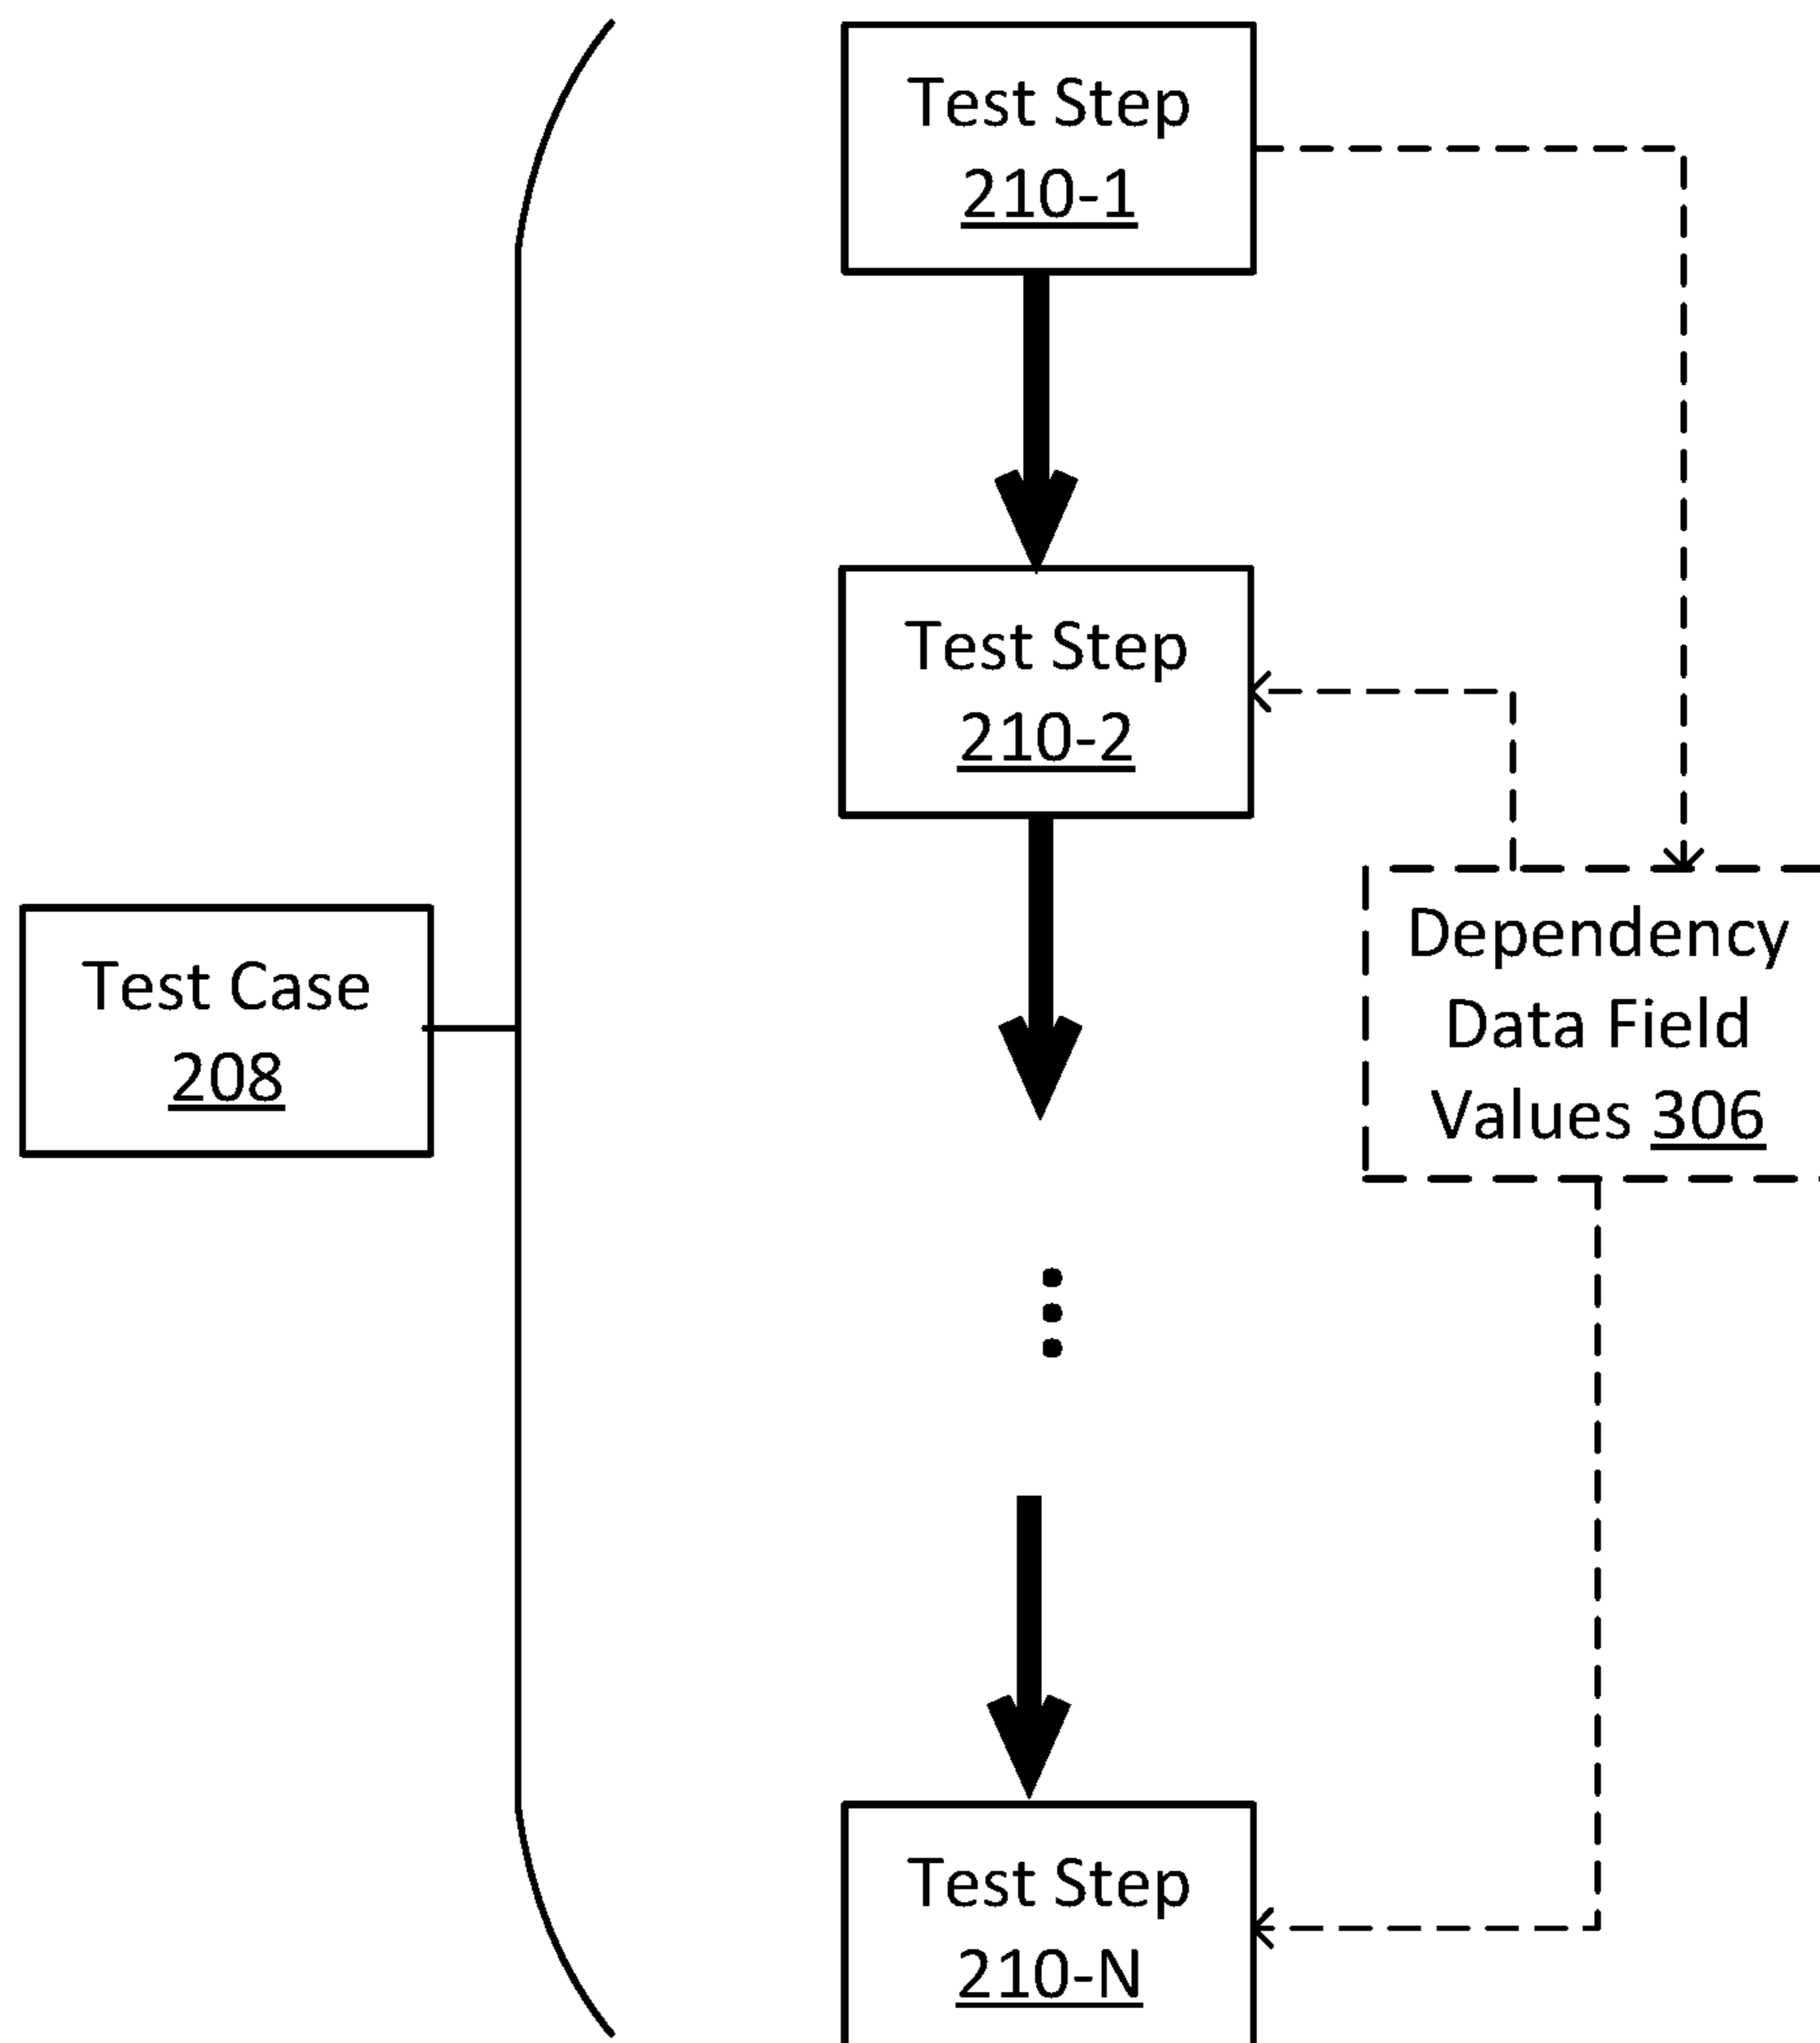 Test Step
210-1
Test Step
210-2
Test Case
208
Dependency
Data Field
Values 306
Test Step
210-N